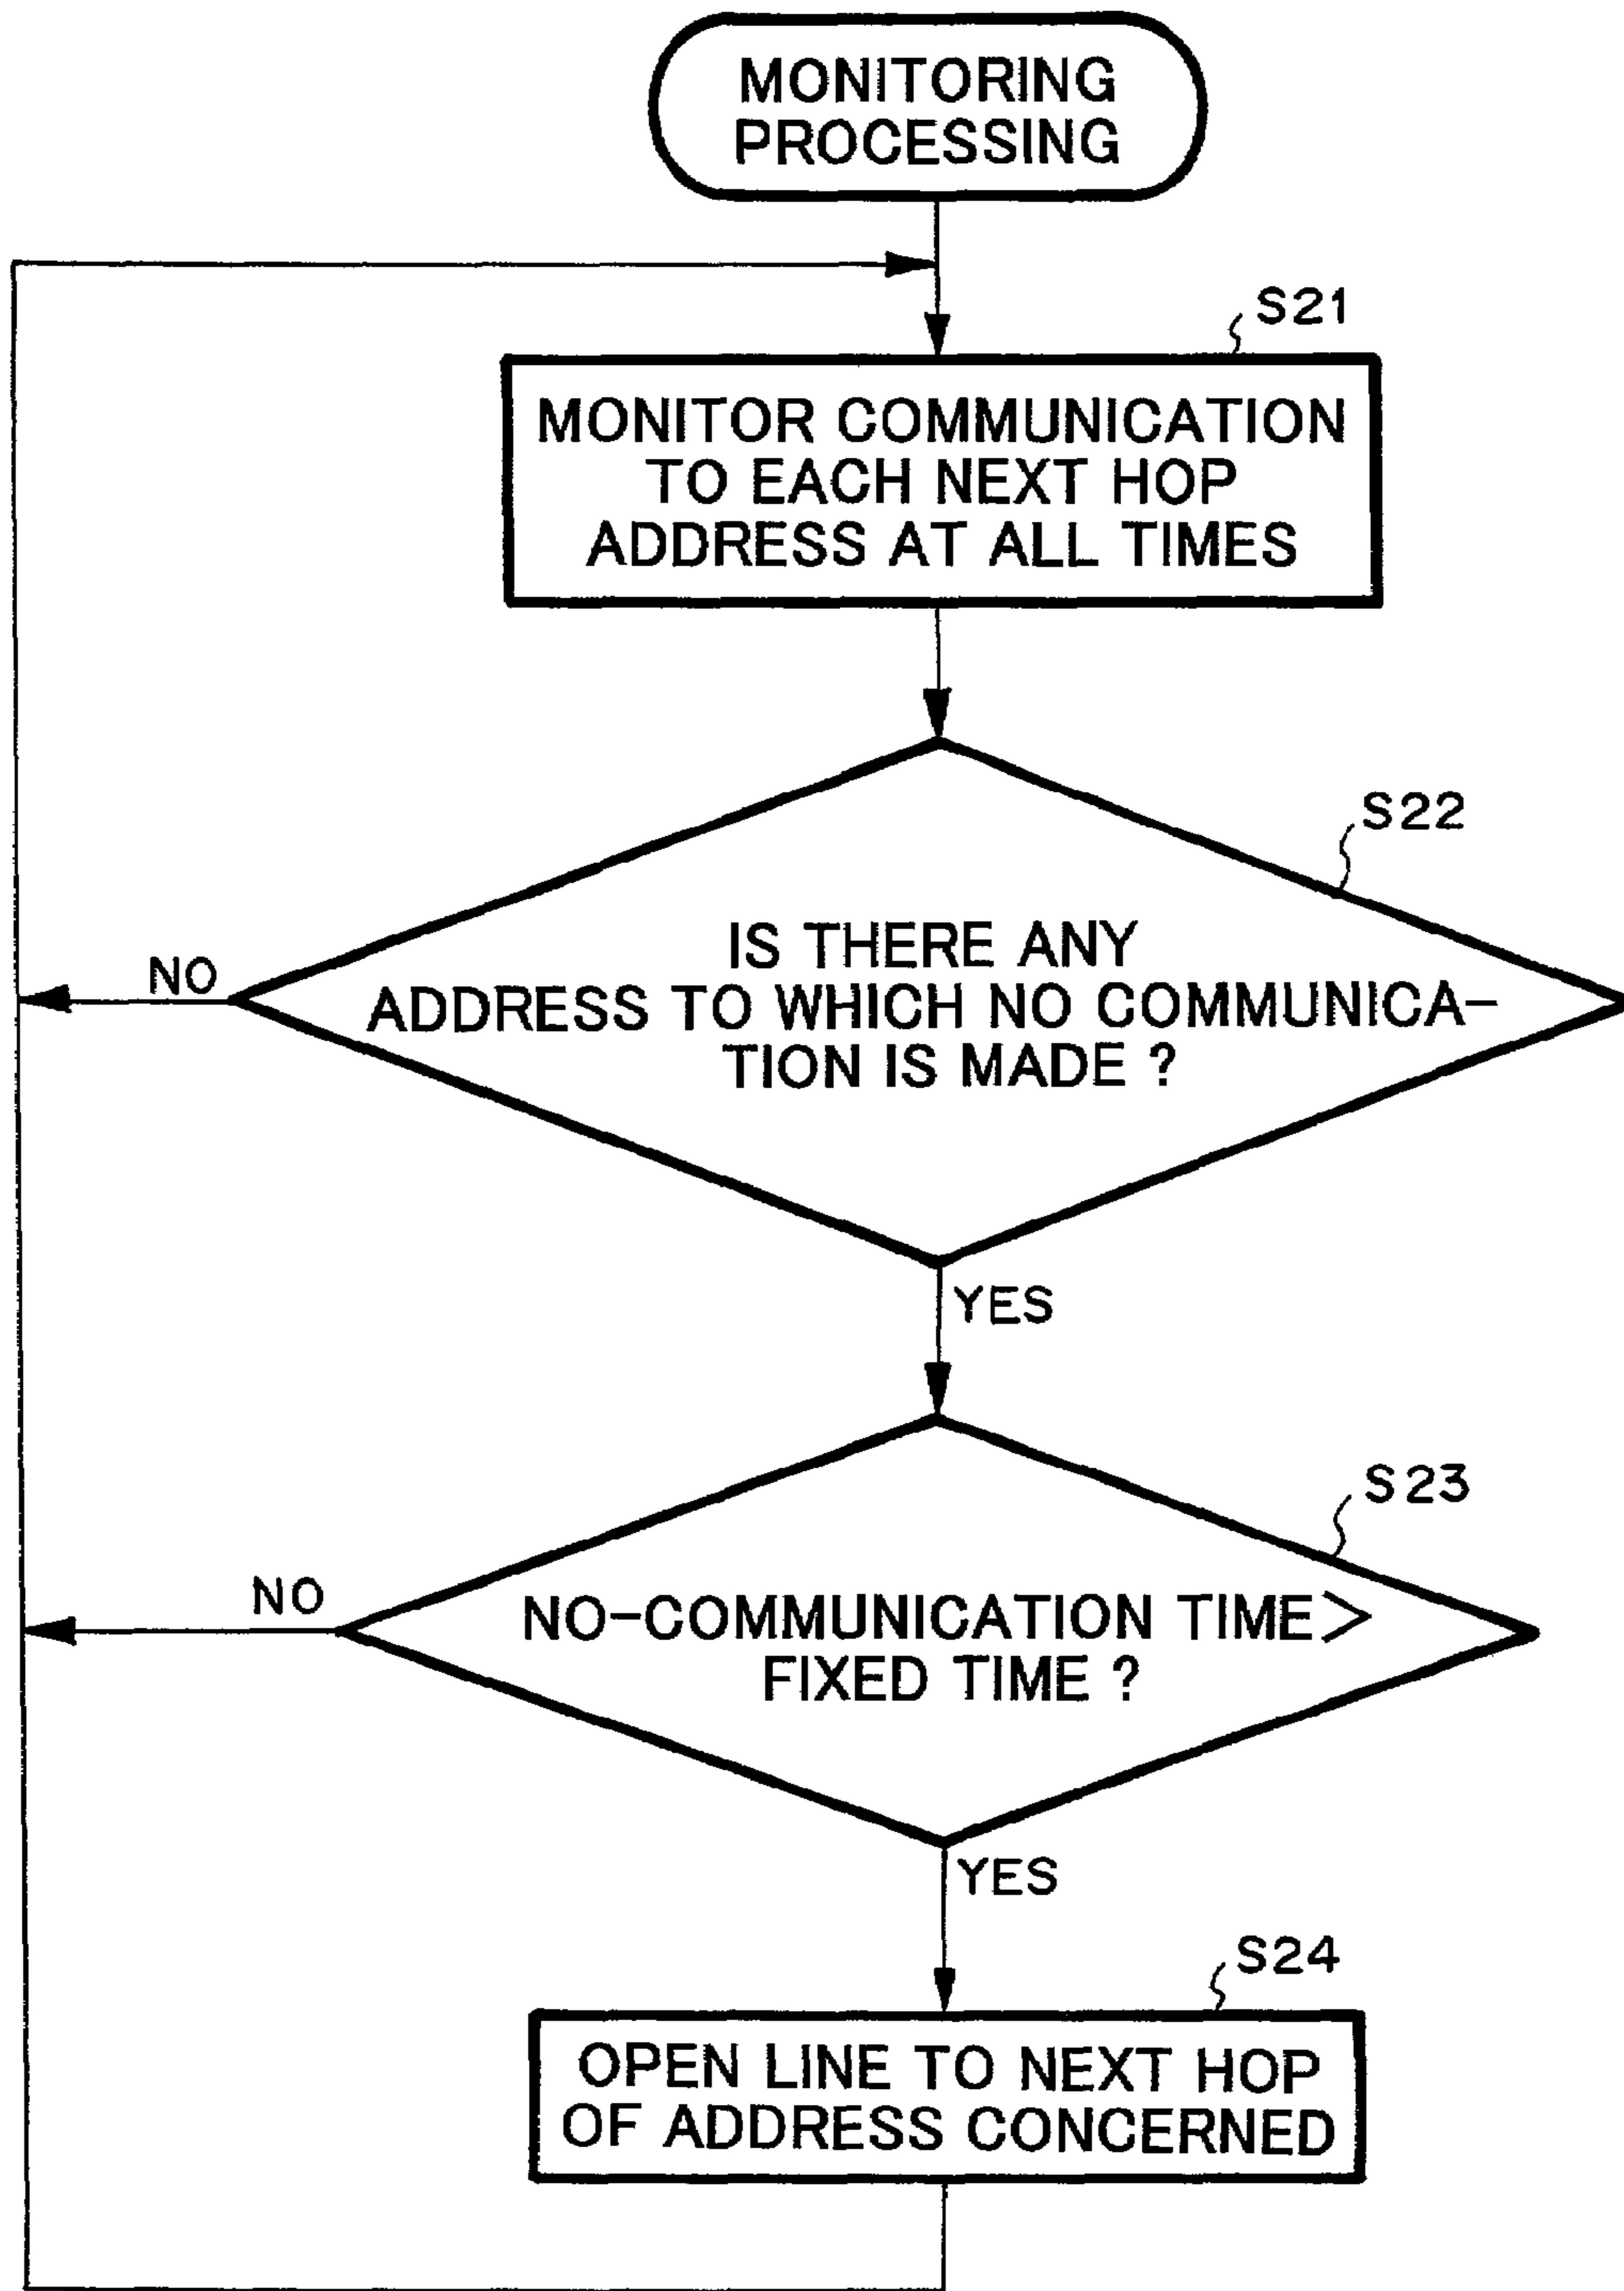 MONITORING
PROCESSING
S21
MONITOR COMMUNICATION
TO EACH NEXT HOP
ADDRESS AT ALL TIMES
S22
IS THERE ANY
ADDRESS TO WHICH NO COMMUNICA-
TION IS MADE ?
NO
YES
S23
NO-COMMUNICATION TIME>
FIXED TIME ?
NO
YES
S24
OPEN LINE TO NEXT HOP
OF ADDRESS CONCERNED